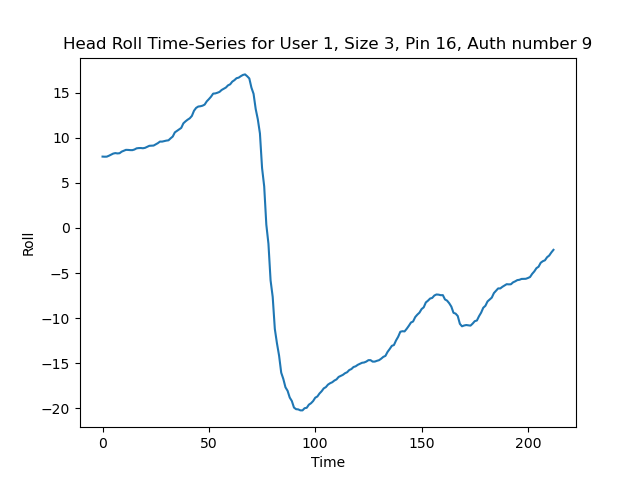 Head Roll Time-Series for User 1, Size 3, Pin 16, Auth number 9
15
10
5
0
−5
−10
−15
−20
Roll
0 50 100 150 200
Time